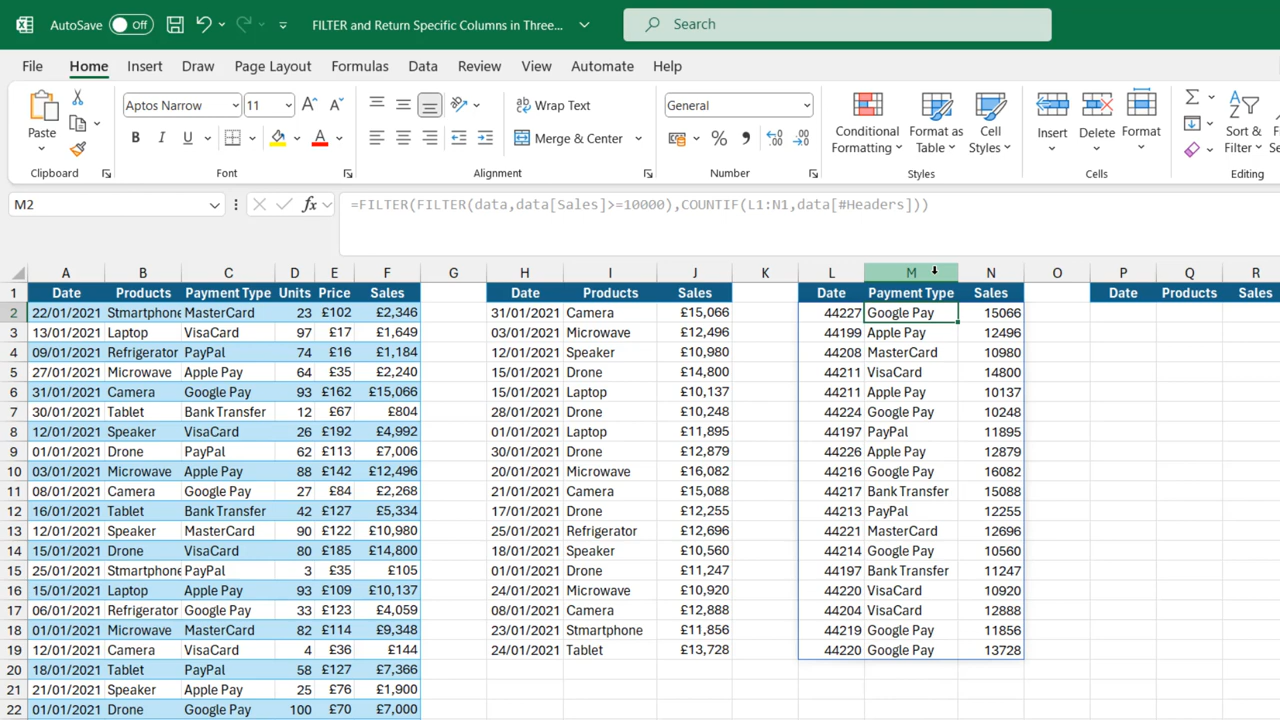 AutoSave Off FILTER and Return Specific Columns in Three... Search
File Home Insert Draw Page Layout Formulas Data Review View Automate Help
Paste Aptos Narrow 11 Wrap Text General Conditional Formatting Format as Table Cell Styles Insert Delete Format Sort & Filter
B I U A Merge & Center % ,
Clipboard Font Alignment Number Styles Cells Editing
M2 fx =FILTER(FILTER(data,data[Sales]>=10000),COUNTIF(L1:N1,data[#Headers]))
A B C D E F G H I J K L M N O P Q R
1 Date Products Payment Type Units Price Sales Date Products Sales Date Payment Type Sales Date Products Sales
2 22/01/2021 Stmartphone MasterCard 23 £102 £2,346 31/01/2021 Camera £15,066 44227 Google Pay 15066
3 13/01/2021 Laptop VisaCard 97 £17 £1,649 03/01/2021 Microwave £12,496 44199 Apple Pay 12496
4 09/01/2021 Refrigerator PayPal 74 £16 £1,184 12/01/2021 Speaker £10,980 44208 MasterCard 10980
5 27/01/2021 Microwave Apple Pay 64 £35 £2,240 15/01/2021 Drone £14,800 44211 VisaCard 14800
6 31/01/2021 Camera Google Pay 93 £162 £15,066 15/01/2021 Laptop £10,137 44211 Apple Pay 10137
7 30/01/2021 Tablet Bank Transfer 12 £67 £804 28/01/2021 Drone £10,248 44224 Google Pay 10248
8 12/01/2021 Speaker VisaCard 26 £192 £4,992 01/01/2021 Laptop £11,895 44197 PayPal 11895
9 01/01/2021 Drone PayPal 62 £113 £7,006 30/01/2021 Drone £12,879 44226 Apple Pay 12879
10 03/01/2021 Microwave Apple Pay 88 £142 £12,496 20/01/2021 Microwave £16,082 44216 Google Pay 16082
11 08/01/2021 Camera Google Pay 27 £84 £2,268 21/01/2021 Camera £15,088 44217 Bank Transfer 15088
12 16/01/2021 Tablet Bank Transfer 42 £127 £5,334 17/01/2021 Drone £12,255 44213 PayPal 12255
13 12/01/2021 Speaker MasterCard 90 £122 £10,980 25/01/2021 Refrigerator £12,696 44221 MasterCard 12696
14 15/01/2021 Drone VisaCard 80 £185 £14,800 18/01/2021 Speaker £10,560 44214 Google Pay 10560
15 25/01/2021 Stmartphone PayPal 3 £35 £105 01/01/2021 Drone £11,247 44197 Bank Transfer 11247
16 15/01/2021 Laptop Apple Pay 93 £109 £10,137 24/01/2021 Microwave £10,920 44220 VisaCard 10920
17 06/01/2021 Refrigerator Google Pay 33 £123 £4,059 08/01/2021 Camera £12,888 44204 VisaCard 12888
18 01/01/2021 Microwave MasterCard 82 £114 £9,348 23/01/2021 Stmartphone £11,856 44219 Google Pay 11856
19 12/01/2021 Camera VisaCard 4 £36 £144 24/01/2021 Tablet £13,728 44220 Google Pay 13728
20 18/01/2021 Tablet PayPal 58 £127 £7,366
21 21/01/2021 Speaker Apple Pay 25 £76 £1,900
22 01/01/2021 Drone Google Pay 100 £70 £7,000